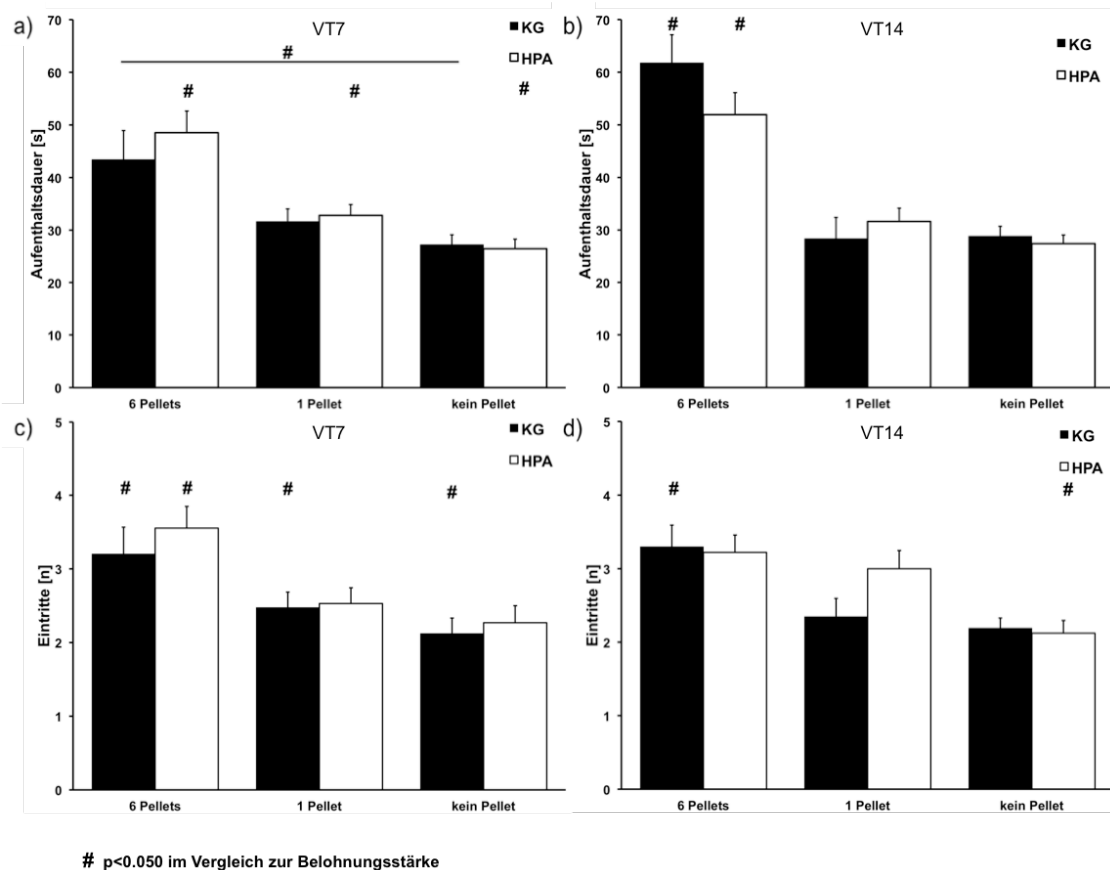 a)
VT7
KG
HPA
#
# # #
Aufenthaltsdauer [s]
70
60
50
40
30
20
10
0
6 Pellets 1 Pellet kein Pellet
b)
VT14
KG
HPA
# #
Aufenthaltsdauer [s]
70
60
50
40
30
20
10
0
6 Pellets 1 Pellet kein Pellet
c)
VT7
KG
HPA
# # # #
Eintritte [n]
5
4
3
2
1
0
6 Pellets 1 Pellet kein Pellet
d)
VT14
KG
HPA
# #
Eintritte [n]
5
4
3
2
1
0
6 Pellets 1 Pellet kein Pellet
# p<0.050 im Vergleich zur Belohnungsstärke